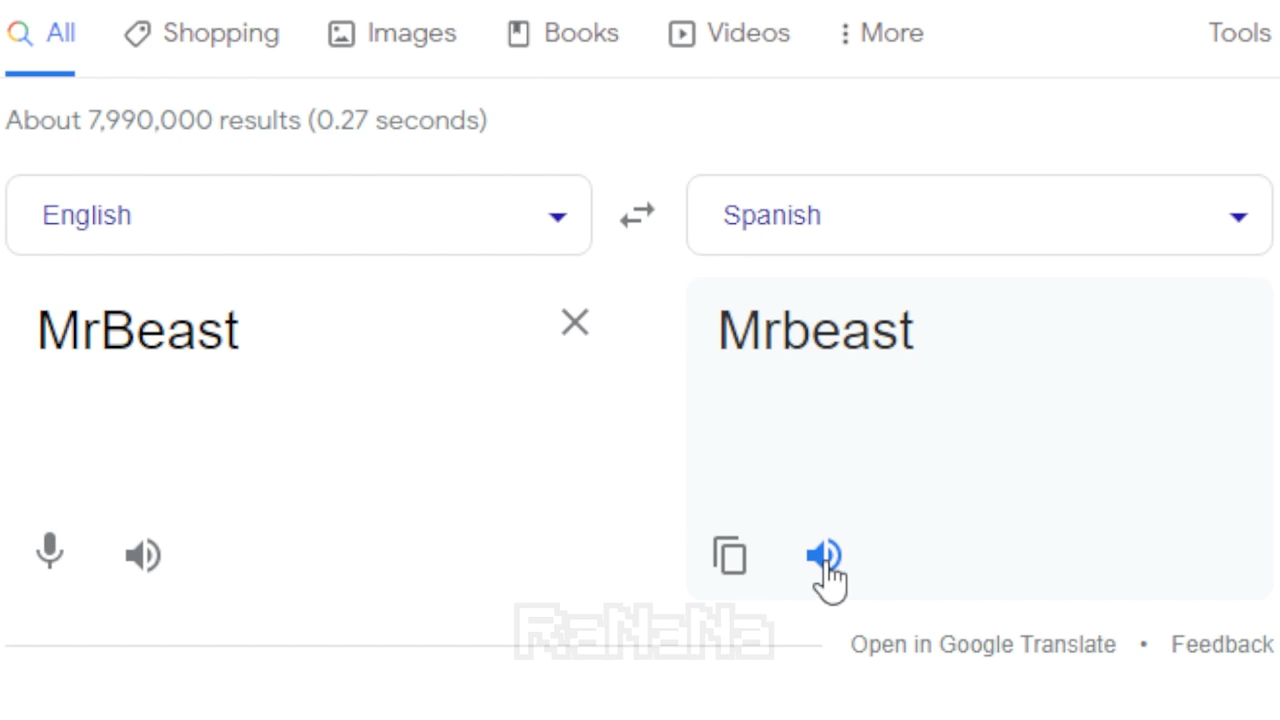 All Shopping Images Books Videos More Tools
About 7,990,000 results (0.27 seconds)
English Spanish
MrBeast Mrbeast
RaNaNa
Open in Google Translate • Feedback